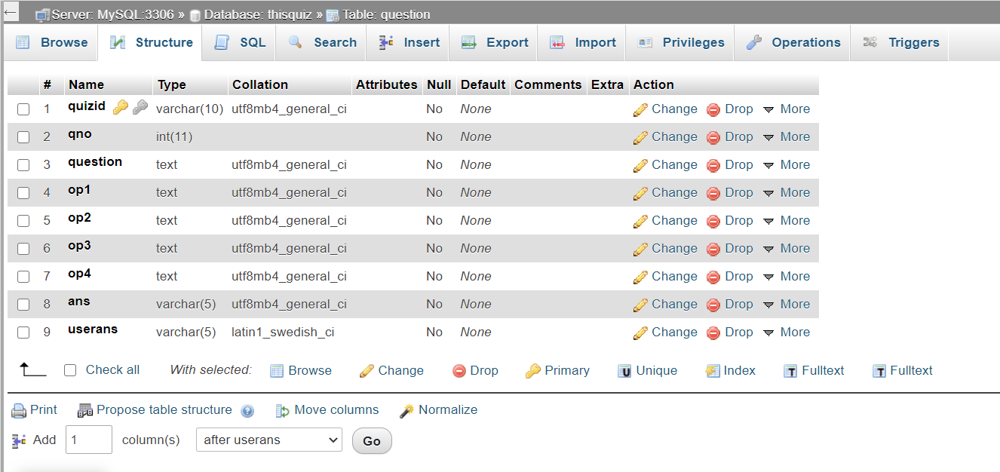 Server: MySQL:3306 » Database: thisquiz » Table: question
Browse Structure SQL Search Insert Export Import Privileges Operations Triggers
# Name Type Collation Attributes Null Default Comments Extra Action
1 quizid varchar(10) utf8mb4_general_ci No None Change Drop More
2 qno int(11) No None Change Drop More
3 question text utf8mb4_general_ci No None Change Drop More
4 op1 text utf8mb4_general_ci No None Change Drop More
5 op2 text utf8mb4_general_ci No None Change Drop More
6 op3 text utf8mb4_general_ci No None Change Drop More
7 op4 text utf8mb4_general_ci No None Change Drop More
8 ans varchar(5) utf8mb4_general_ci No None Change Drop More
9 userans varchar(5) latin1_swedish_ci No None Change Drop More
Check all With selected: Browse Change Drop Primary Unique Index Fulltext Fulltext
Print Propose table structure Move columns Normalize
Add 1 column(s) after userans Go